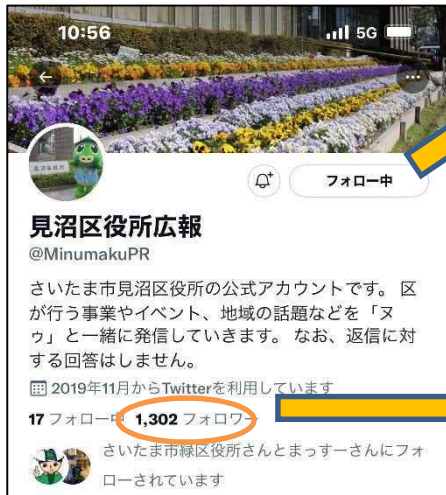 10:56
5G
フォロー中
見沼区役所広報
@MinumakuPR
さいたま市見沼区役所の公式アカウントです。 区
が行う事業やイベント、地域の話題などを「ヌ
ゥ」と一緒に発信していきます。 なお、返信に対
する回答はしません。
2019年11月からTwitterを利用しています
17 フォロー中 1,302 フォロワー
さいたま市緑区役所さんとまっすーさんにフォ
ローされています